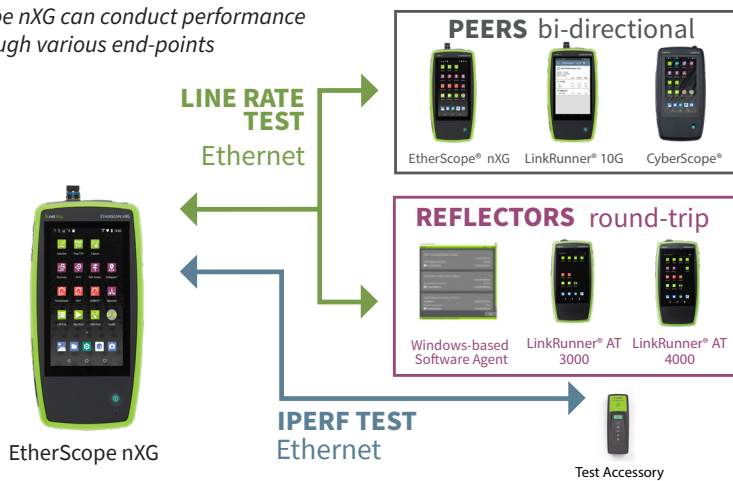 pe nXG can conduct performance
ough various end-points
PEERS bi-directional
EtherScope® nXG
LinkRunner® 10G
CyberScope®
LINE RATE
TEST
Ethernet
REFLECTORS round-trip
Windows-based
Software Agent
LinkRunner® AT
3000
LinkRunner® AT
4000
IPERF TEST
Ethernet
EtherScope nXG
Test Accessory